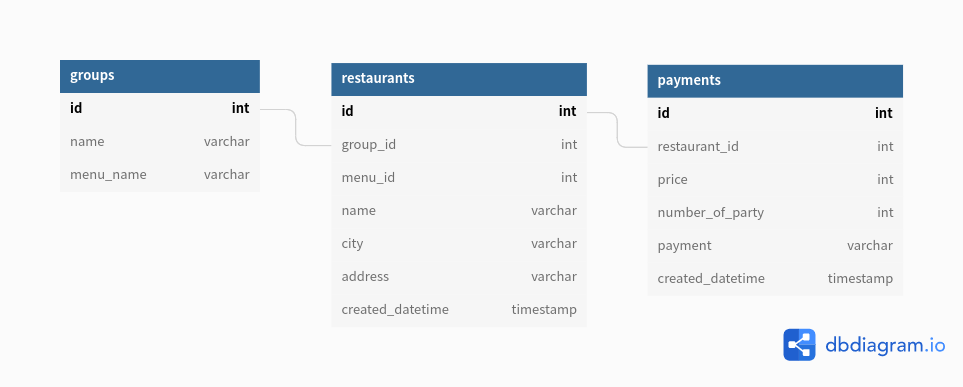 groups
id int
name varchar
menu_name varchar
restaurants
id int
group_id int
menu_id int
name varchar
city varchar
address varchar
created_datetime timestamp
payments
id int
restaurant_id int
price int
number_of_party int
payment varchar
created_datetime timestamp
dbdiagram.io